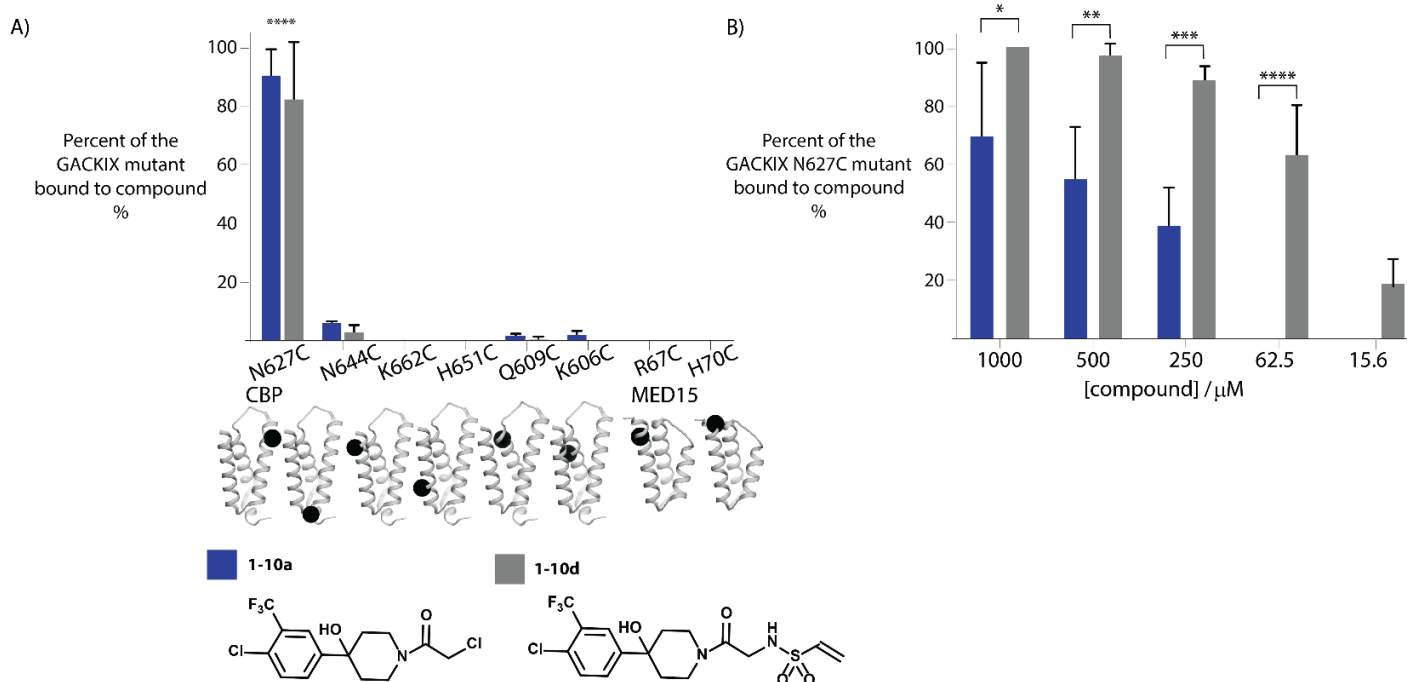 A)
****
100
80
60
40
20
Percent of the
GACKIX mutant
bound to compound
%
N627C N644C K662C H651C Q609C K606C R67C H70C
CBP MED15
1-10a
1-10d
F3C
HO
O
Cl
N
Cl
F3C
HO
O
H
N
Cl
N
S
O O
B)
* ** *** ****
100
80
60
40
20
Percent of the
GACKIX N627C mutant
bound to compound
%
1000 500 250 62.5 15.6
[compound] /μM